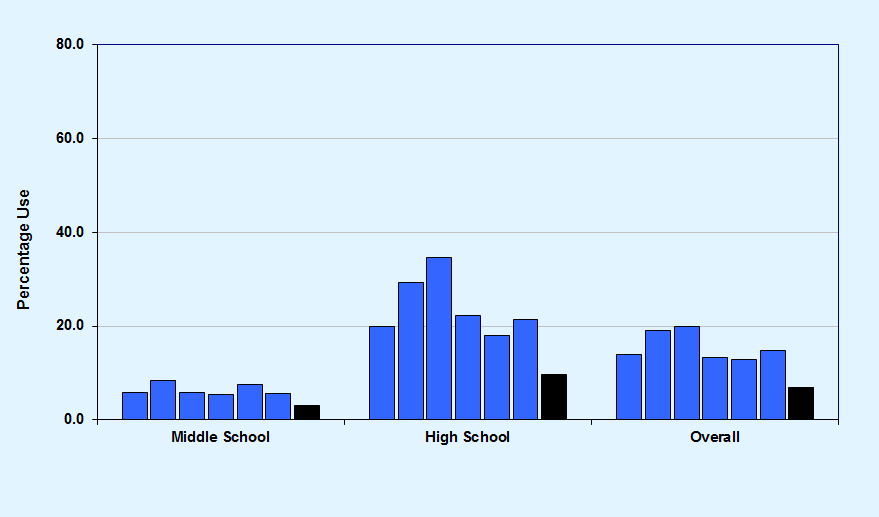 80.0
60.0
40.0
20.0
0.0
Percentage Use
Middle School
High School
Overall